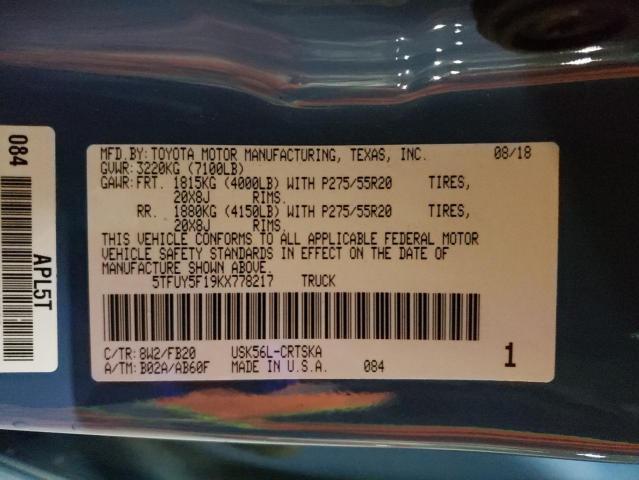 MFD.BY:TOYOTA MOTOR MANUFACTURING, TEXAS, INC. 08/18
GVWR:3220KG (7100LB)
GAWR:FRT. 1815KG (4000LB) WITH P275/55R20 TIRES,
20X8J RIMS.
RR. 1880KG (4150LB) WITH P275/55R20 TIRES,
20X8J RIMS
THIS VEHICLE CONFORMS TO ALL APPLICABLE FEDERAL MOTOR
VEHICLE SAFETY STANDARDS IN EFFECT ON THE DATE OF
MANUFACTURE SHOWN ABOVE.
5TFUY5F19KX778217 TRUCK
C/TR:8W2/FB20 USK56L-CRTSKA
A/TM:B02A/AB60F MADE IN U.S.A. 084
1
084
APL5T